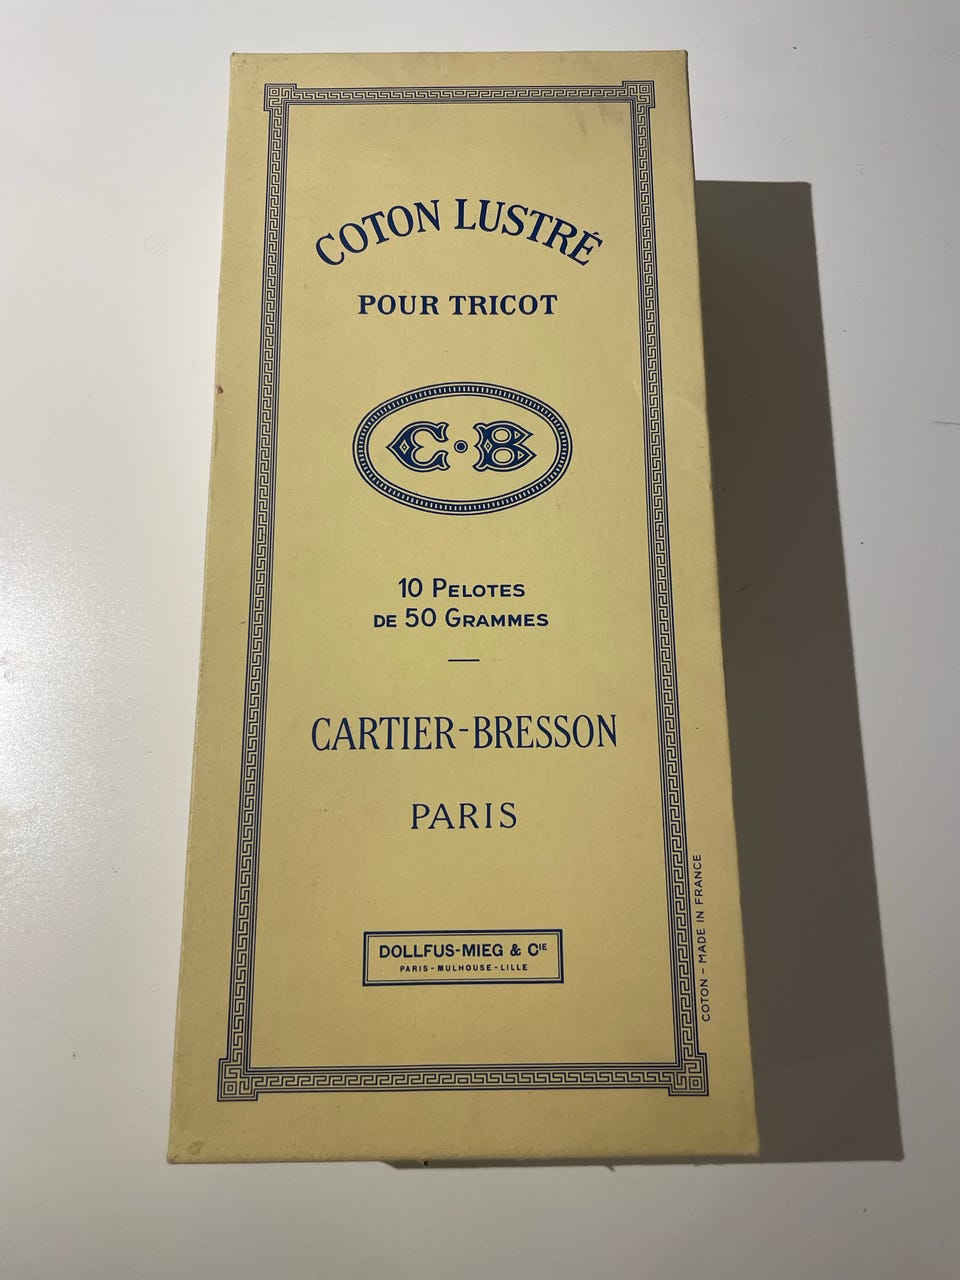 COTON LUSTRÉ
POUR TRICOT
C•B
10 PELOTES
DE 50 GRAMMES
CARTIER-BRESSON
PARIS
DOLLFUS-MIEG & CIE
PARIS-MULHOUSE-LILLE
COTON - MADE IN FRANCE